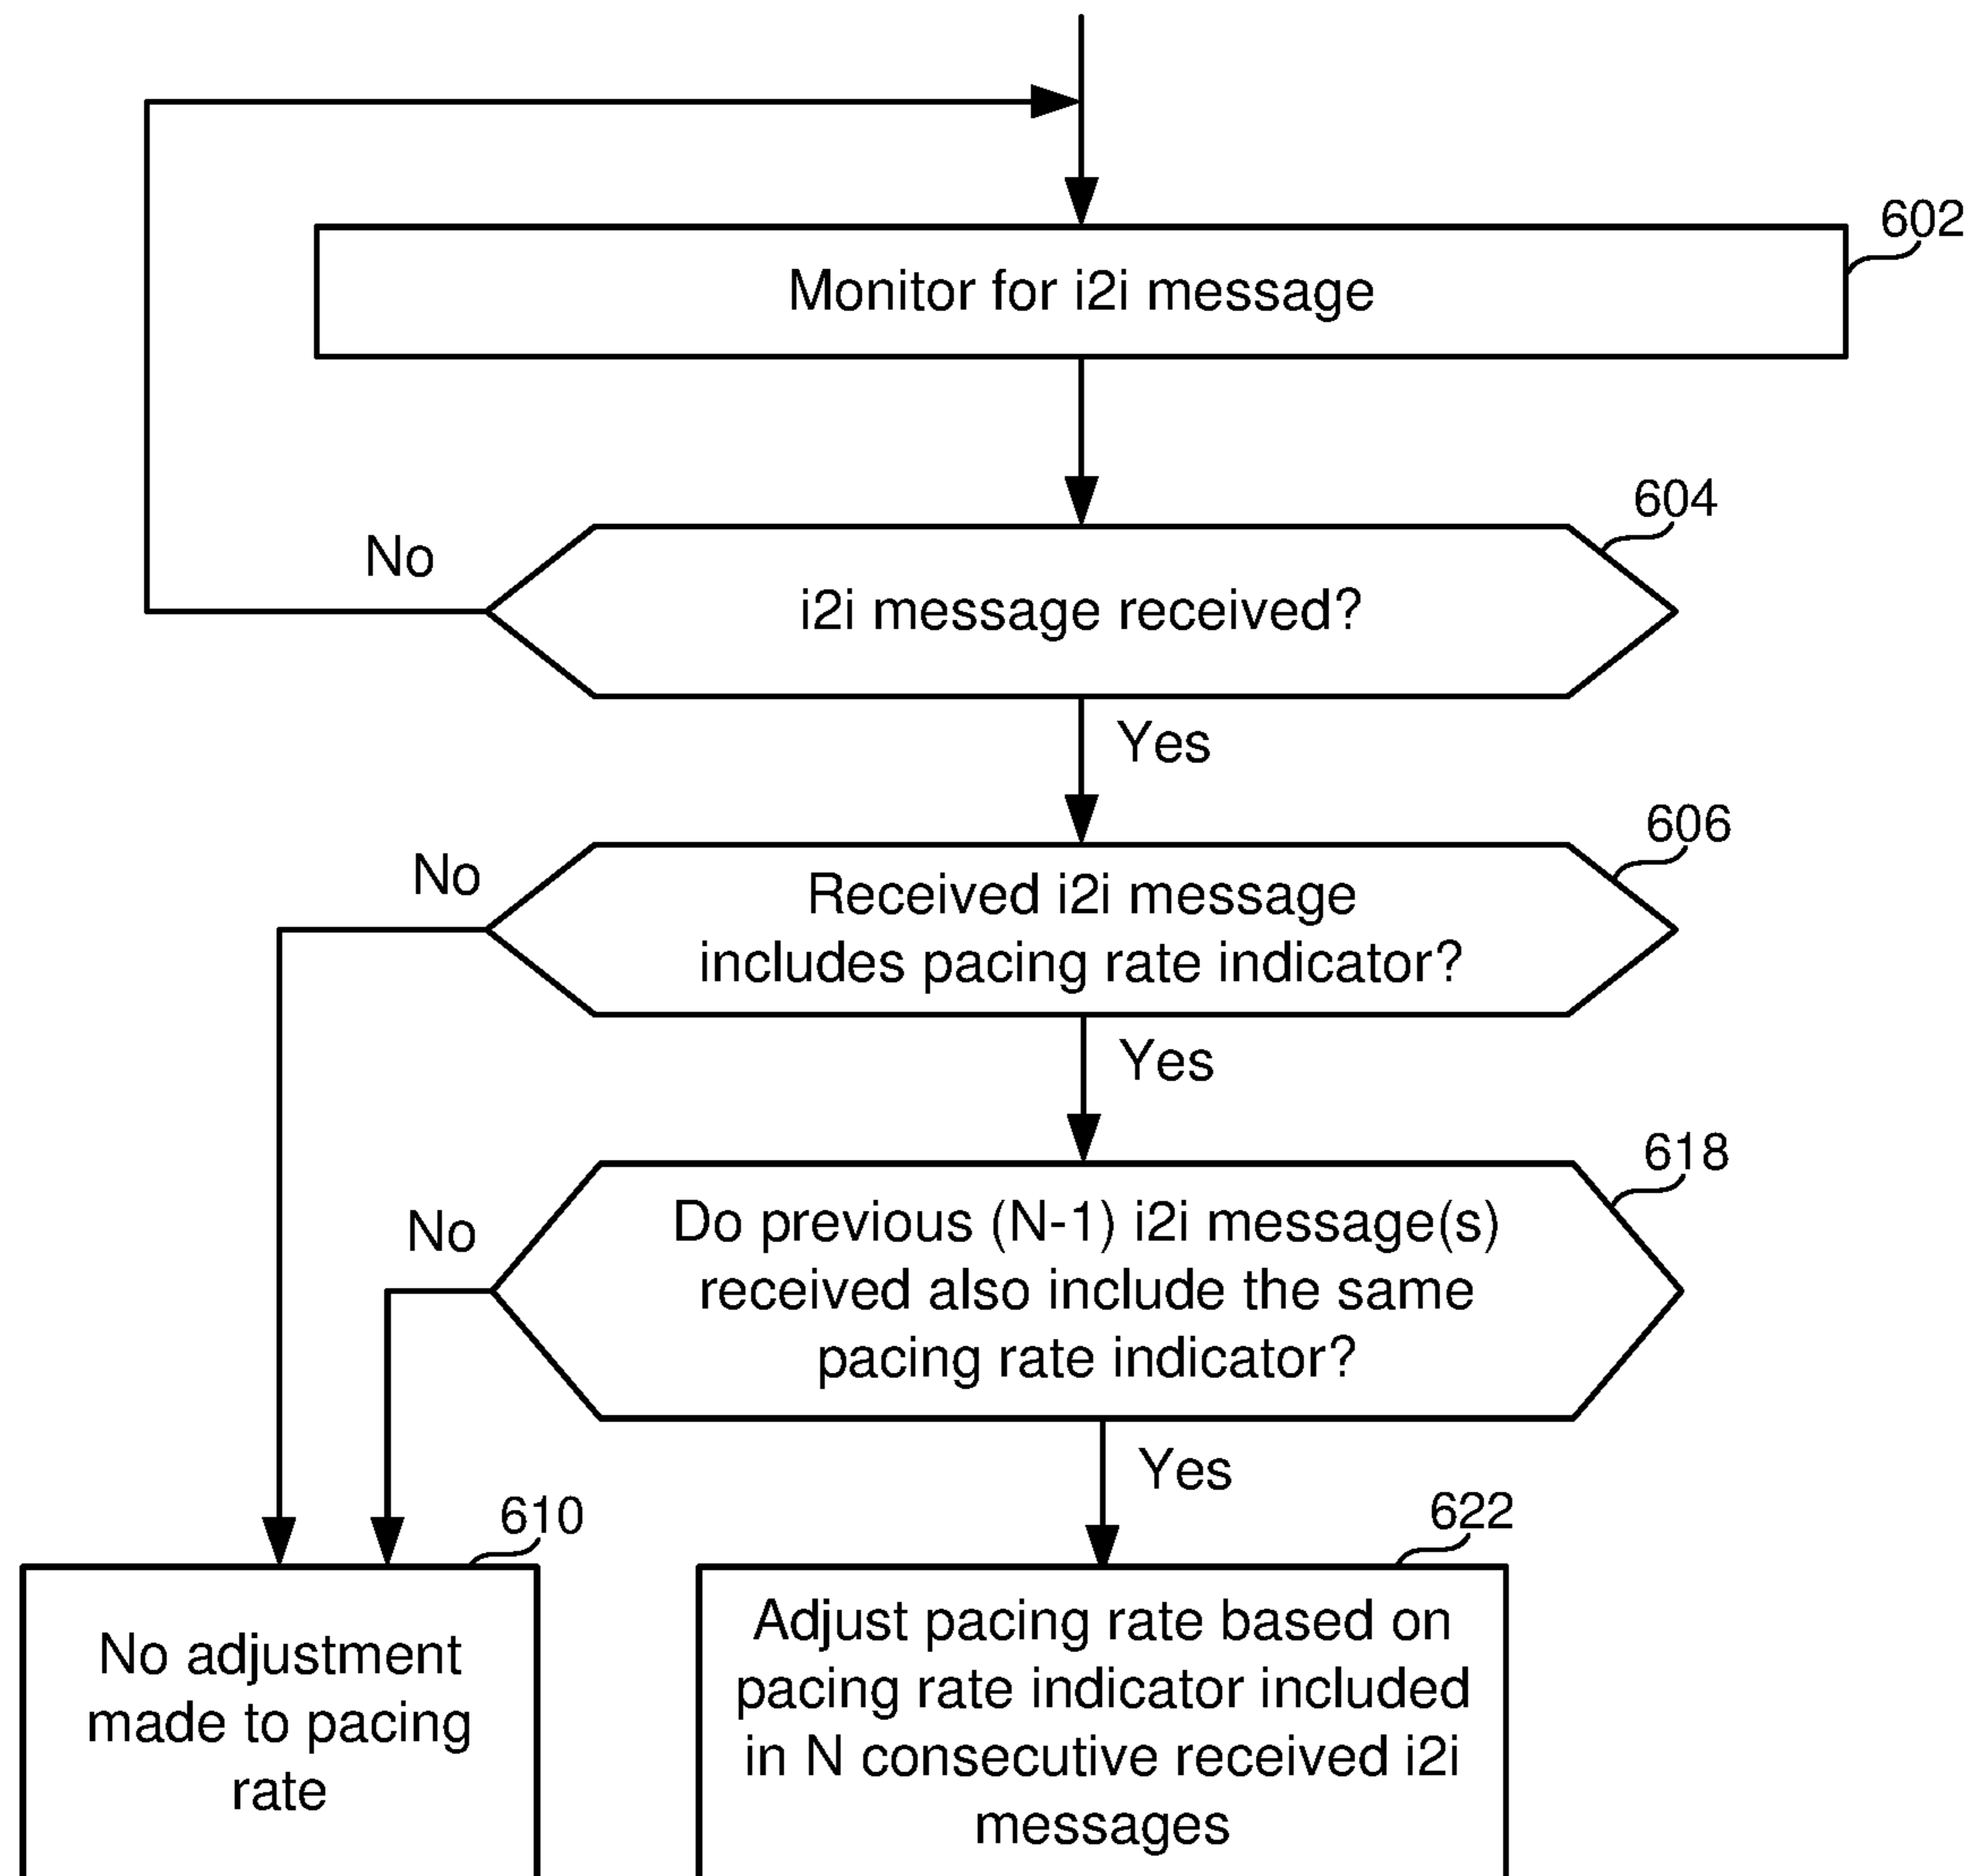 602
Monitor for i2i message
604
No
i2i message received?
Yes
606
No
Received i2i message
includes pacing rate indicator?
Yes
618
No
Do previous (N-1) i2i message(s)
received also include the same
pacing rate indicator?
Yes
610
622
No adjustment
made to pacing
rate
Adjust pacing rate based on
pacing rate indicator included
in N consecutive received i2i
messages